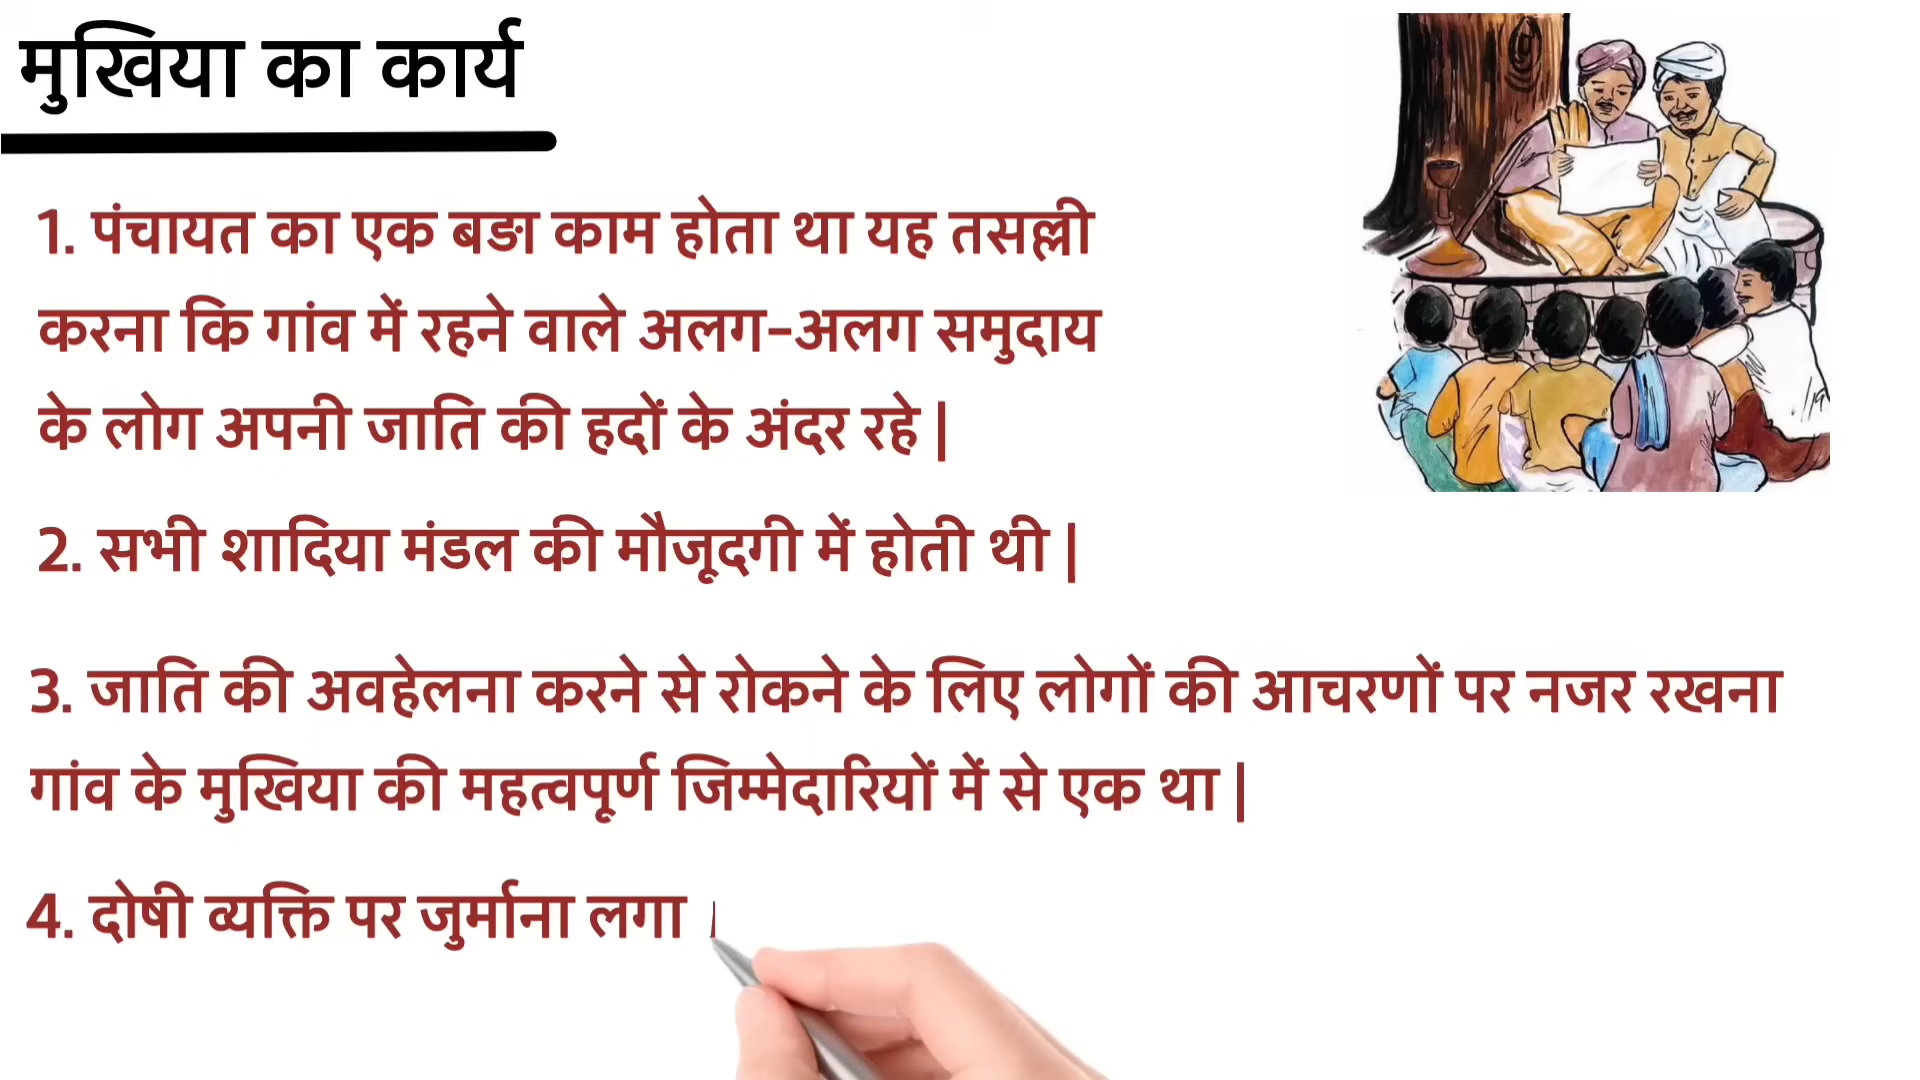 मुखिया का कार्य
1. पंचायत का एक बङा काम होता था यह तसल्ली
करना कि गांव में रहने वाले अलग-अलग समुदाय
के लोग अपनी जाति की हदों के अंदर रहे |
2. सभी शादिया मंडल की मौजूदगी में होती थी |
3. जाति की अवहेलना करने से रोकने के लिए लोगों की आचरणों पर नजर रखना
गांव के मुखिया की महत्वपूर्ण जिम्मेदारियों में से एक था |
4. दोषी व्यक्ति पर जुर्माना लगा